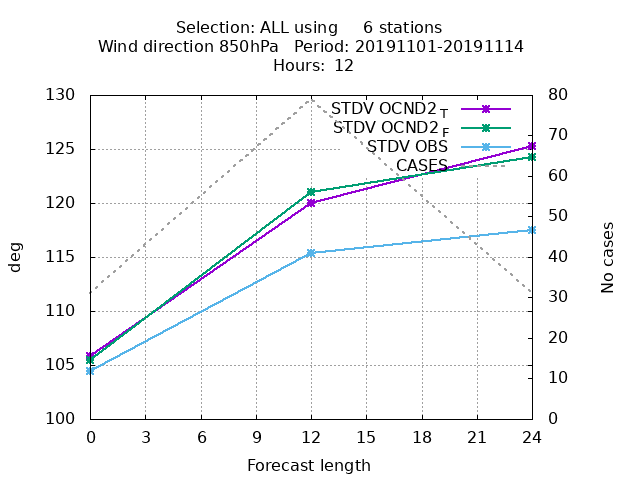 Selection: ALL using     6 stations
Wind direction 850hPa   Period: 20191101-20191114
Hours: 12
130
125
120
115
110
105
100
deg
80
70
60
50
40
30
20
10
0
No cases
STDV OCND2 T
STDV OCND2 F
STDV OBS
CASES
0 3 6 9 12 15 18 21 24
Forecast length